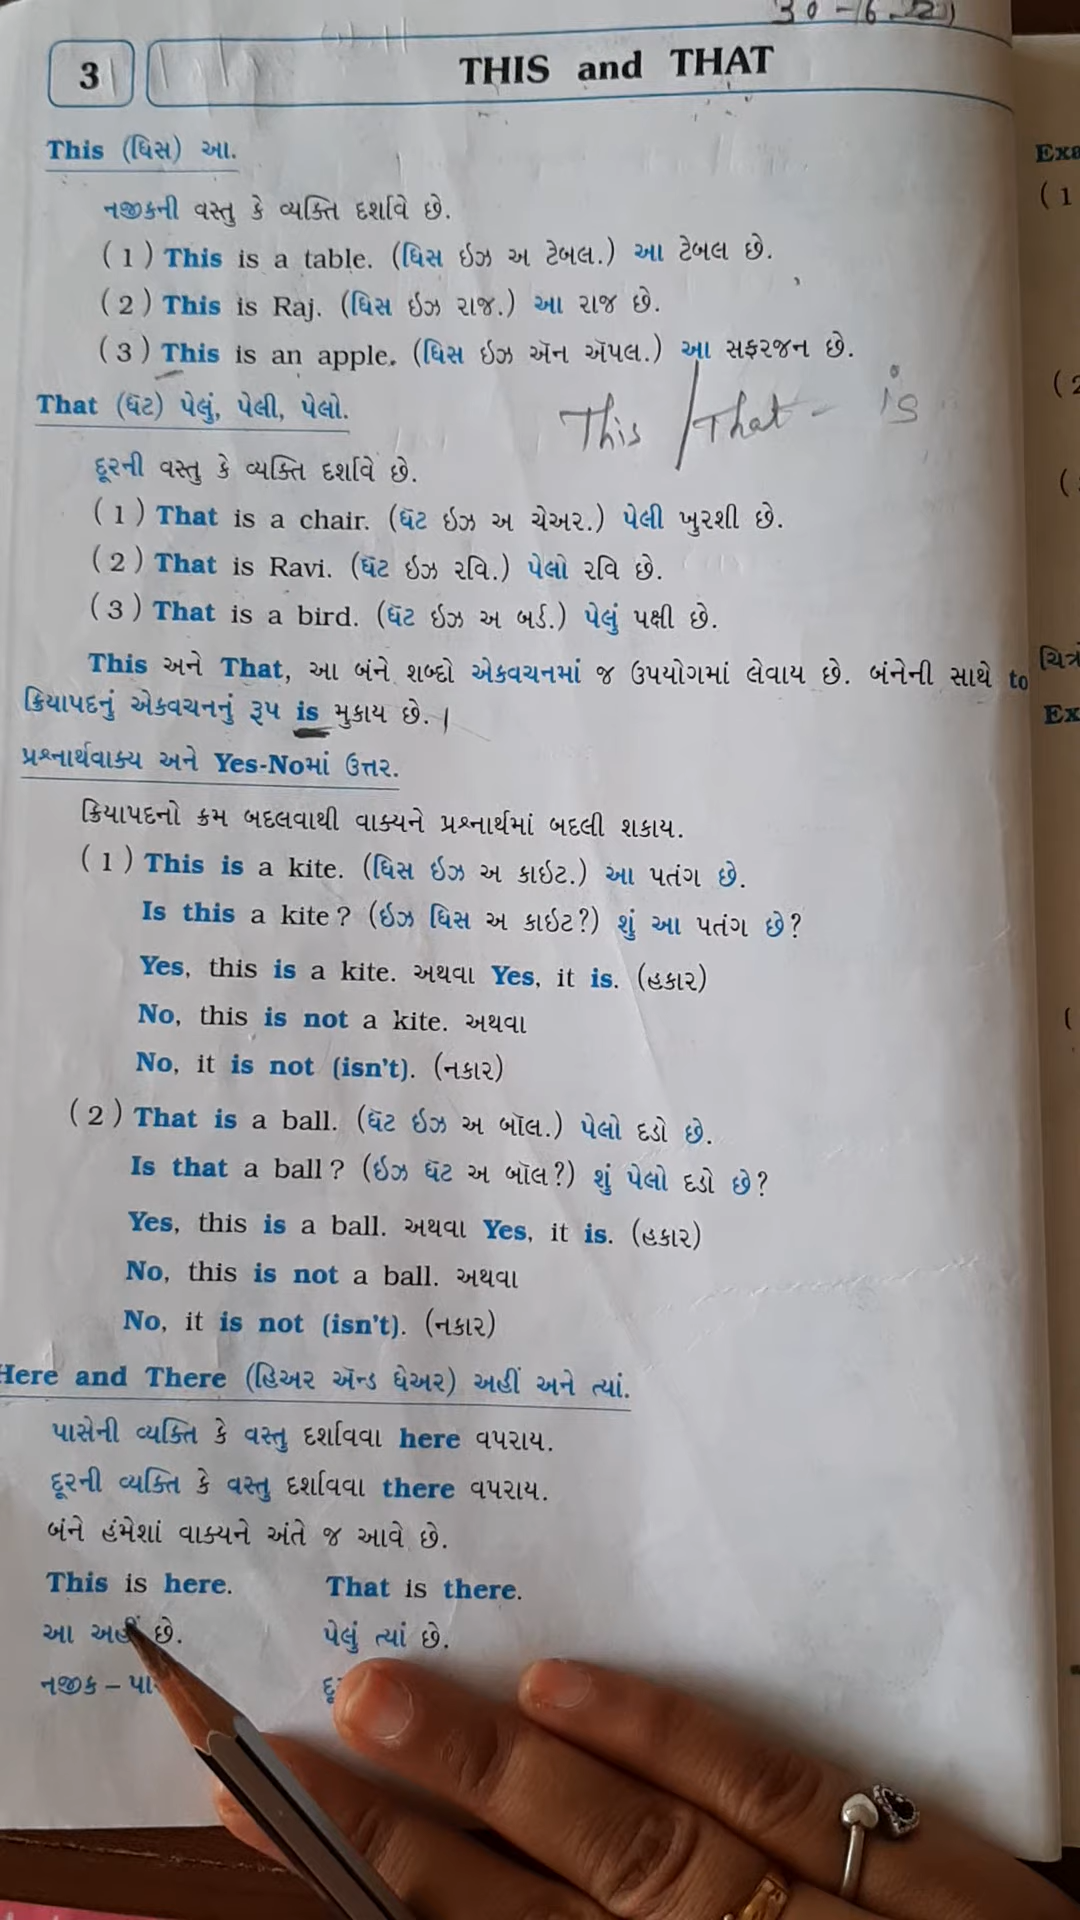 30-6-21
3 THIS and THAT
This (ધિસ) આ.
નજીકની વસ્તુ કે વ્યક્તિ દર્શાવે છે.
(1) This is a table. (ધિસ ઇઝ અ ટેબલ.) આ ટેબલ છે.
(2) This is Raj. (ધિસ ઇઝ રાજ.) આ રાજ છે.
(3) This is an apple. (ધિસ ઇઝ ઍન ઍપલ.) આ સફરજન છે.
This / That - is
That (ધૅટ) પેલું, પેલી, પેલો.
દૂરની વસ્તુ કે વ્યક્તિ દર્શાવે છે.
(1) That is a chair. (ધૅટ ઇઝ અ ચેઅર.) પેલી ખુરશી છે.
(2) That is Ravi. (ધૅટ ઇઝ રવિ.) પેલો રવિ છે.
(3) That is a bird. (ધૅટ ઇઝ અ બર્ડ.) પેલું પક્ષી છે.
This અને That, આ બંને શબ્દો એકવચનમાં જ ઉપયોગમાં લેવાય છે. બંનેની સાથે to
ક્રિયાપદનું એકવચનનું રૂપ is મુકાય છે.
પ્રશ્નાર્થવાક્ય અને Yes-Noમાં ઉત્તર.
ક્રિયાપદનો ક્રમ બદલવાથી વાક્યને પ્રશ્નાર્થમાં બદલી શકાય.
(1) This is a kite. (ધિસ ઇઝ અ કાઇટ.) આ પતંગ છે.
Is this a kite? (ઇઝ ધિસ અ કાઇટ?) શું આ પતંગ છે?
Yes, this is a kite. અથવા Yes, it is. (હકાર)
No, this is not a kite. અથવા
No, it is not (isn't). (નકાર)
(2) That is a ball. (ધૅટ ઇઝ અ બૉલ.) પેલો દડો છે.
Is that a ball? (ઇઝ ધૅટ અ બૉલ?) શું પેલો દડો છે?
Yes, this is a ball. અથવા Yes, it is. (હકાર)
No, this is not a ball. અથવા
No, it is not (isn't). (નકાર)
Here and There (હિઅર ઍન્ડ ધેઅર) અહીં અને ત્યાં.
પાસેની વ્યક્તિ કે વસ્તુ દર્શાવવા here વપરાય.
દૂરની વ્યક્તિ કે વસ્તુ દર્શાવવા there વપરાય.
બંને હંમેશાં વાક્યને અંતે જ આવે છે.
This is here. That is there.
આ અહીં છે. પેલું ત્યાં છે.
નજીક –
(1
(2
Ex